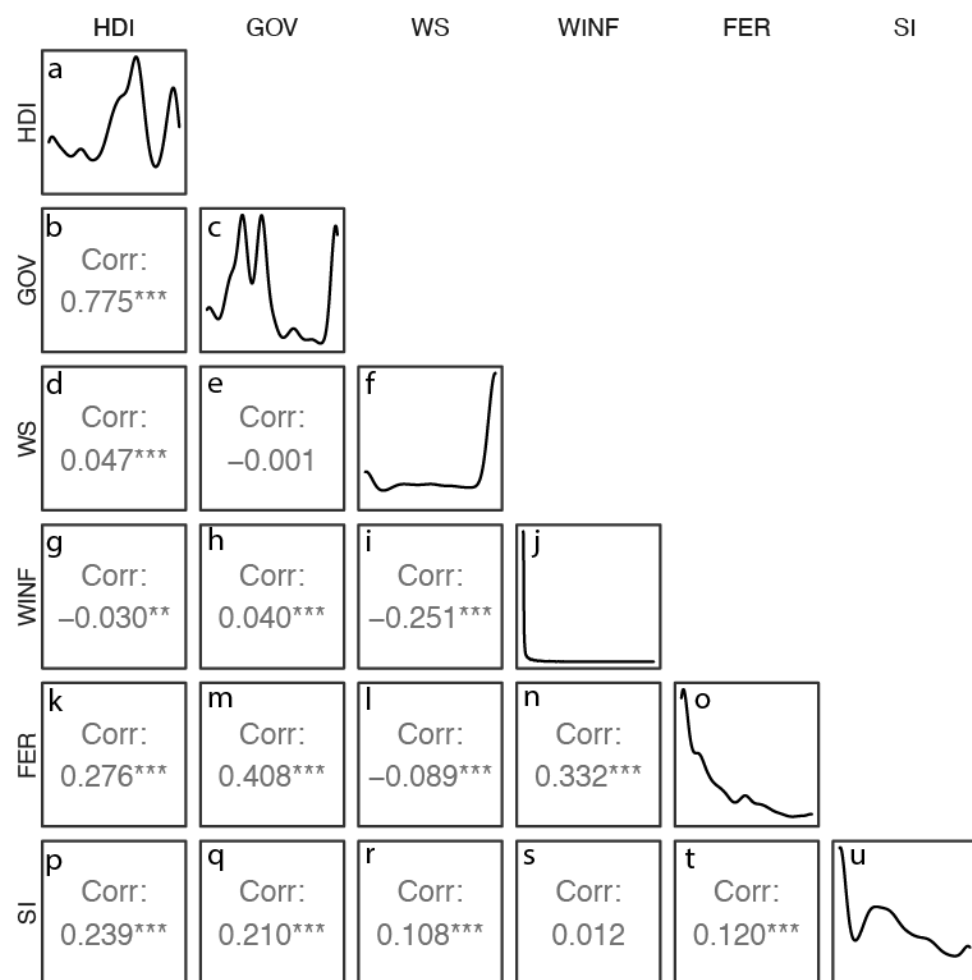 HDI GOV WS WINF FER SI
HDI
a
GOV
b
Corr:
0.775***
c
WS
d
Corr:
0.047***
e
Corr:
−0.001
f
WINF
g
Corr:
−0.030**
h
Corr:
0.040***
i
Corr:
−0.251***
j
FER
k
Corr:
0.276***
m
Corr:
0.408***
l
Corr:
−0.089***
n
Corr:
0.332***
o
SI
p
Corr:
0.239***
q
Corr:
0.210***
r
Corr:
0.108***
s
Corr:
0.012
t
Corr:
0.120***
u